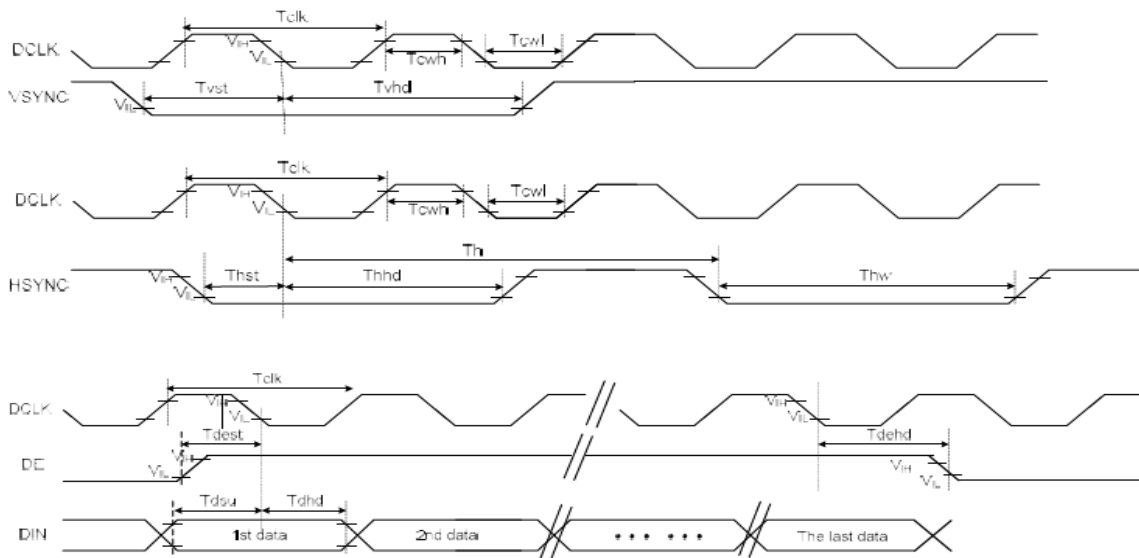 Tclk
DCLK VIH VIL Tcwh Tcwl
VSYNC VIL Tvst Tvhd
Tclk
DCLK VIH VIL Tcwh Tcwl
Th
HSYNC VIH VIL Thst Thhd Thw
Tclk
DCLK VIH VIL VIH VIL
Tdest Tdehd
DE VIH VIL VIH VIL
Tdsu Tdhd
DIN 1st data 2nd data ...... The last data